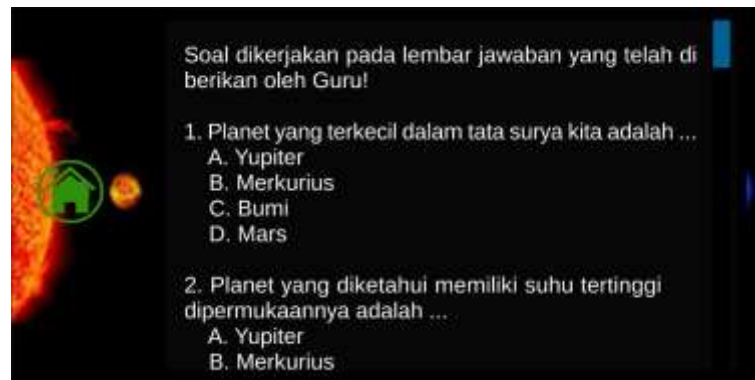 Soal dikerjakan pada lembar jawaban yang telah di
berikan oleh Guru!
1. Planet yang terkecil dalam tata surya kita adalah ...
A. Yupiter
B. Merkurius
C. Bumi
D. Mars
2. Planet yang diketahui memiliki suhu tertinggi
dipermukaannya adalah ...
A. Yupiter
B. Merkurius